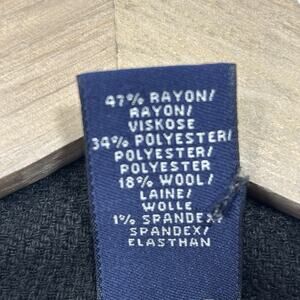 47% RAYON/
RAYON/
VISKOSE
34% POLYESTER/
POLYESTER/
POLYESTER
18% WOOL/
LAINE/
WOLLE
1% SPANDEX/
SPANDEX/
ELASTHAN